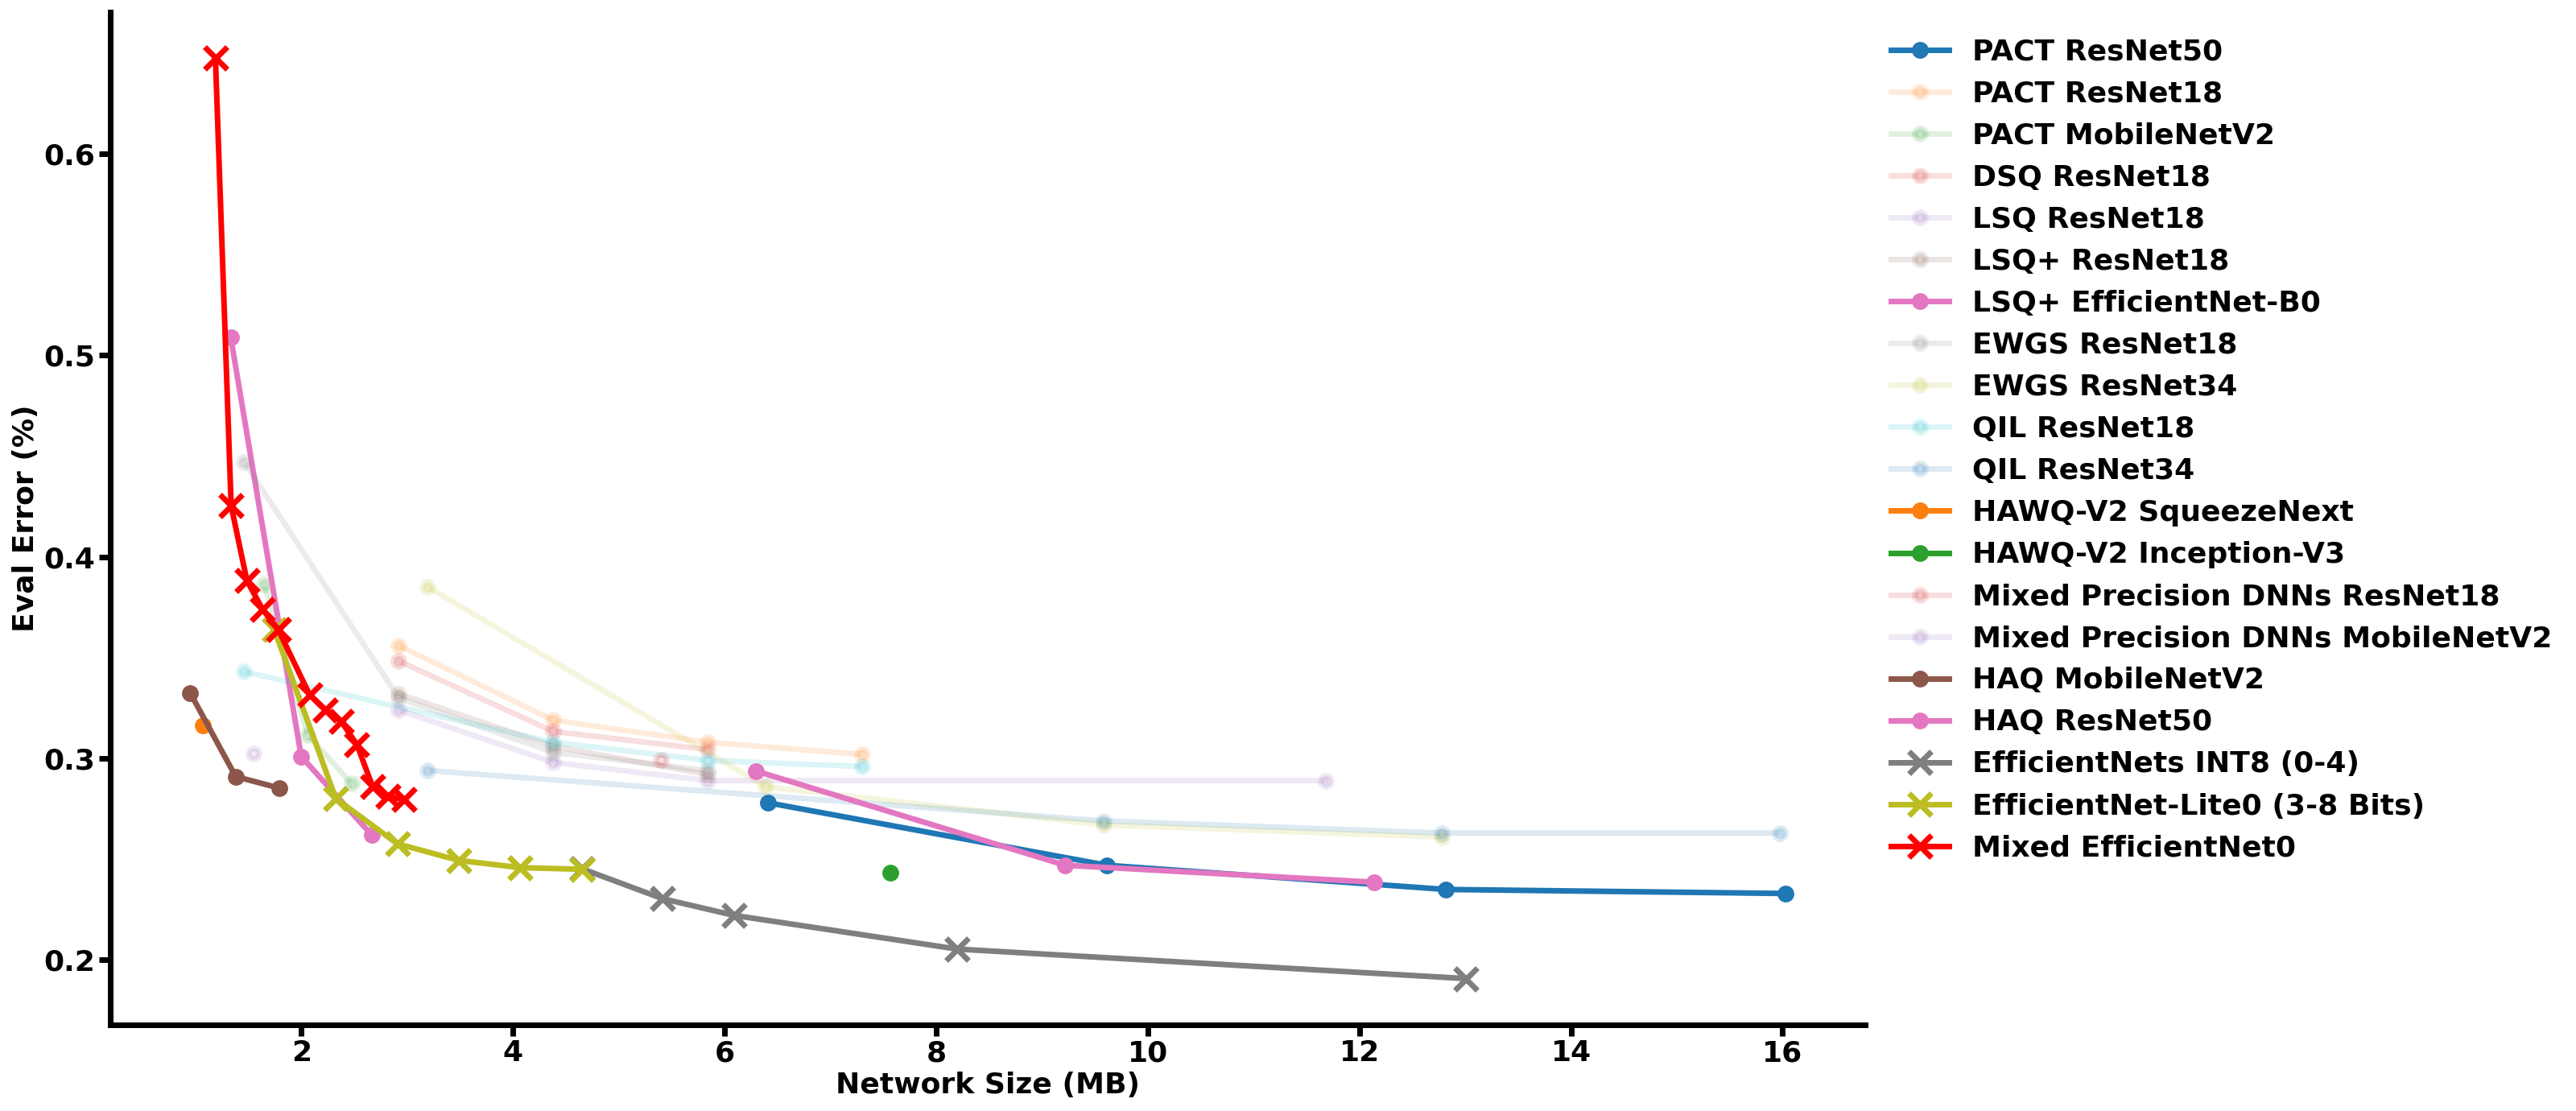 Eval Error (%)
0.6
0.5
0.4
0.3
0.2
2 4 6 8 10 12 14 16
Network Size (MB)
PACT ResNet50
PACT ResNet18
PACT MobileNetV2
DSQ ResNet18
LSQ ResNet18
LSQ+ ResNet18
LSQ+ EfficientNet-B0
EWGS ResNet18
EWGS ResNet34
QIL ResNet18
QIL ResNet34
HAWQ-V2 SqueezeNext
HAWQ-V2 Inception-V3
Mixed Precision DNNs ResNet18
Mixed Precision DNNs MobileNetV2
HAQ MobileNetV2
HAQ ResNet50
EfficientNets INT8 (0-4)
EfficientNet-Lite0 (3-8 Bits)
Mixed EfficientNet0